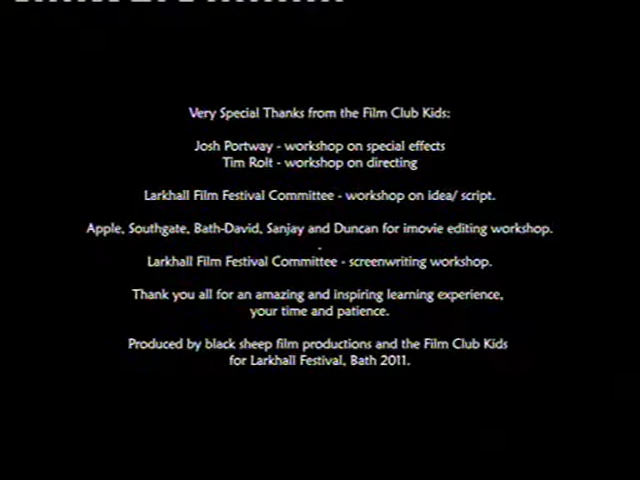 Very Special Thanks from the Film Club Kids:
Josh Portway - workshop on special effects
Tim Rolt - workshop on directing
Larkhall Film Festival Committee - workshop on idea/ script.
Apple, Southgate, Bath-David, Sanjay and Duncan for imovie editing workshop.
-
Larkhall Film Festival Committee - screenwriting workshop.
Thank you all for an amazing and inspiring learning experience,
your time and patience.
Produced by black sheep film productions and the Film Club Kids
for Larkhall Festival, Bath 2011.